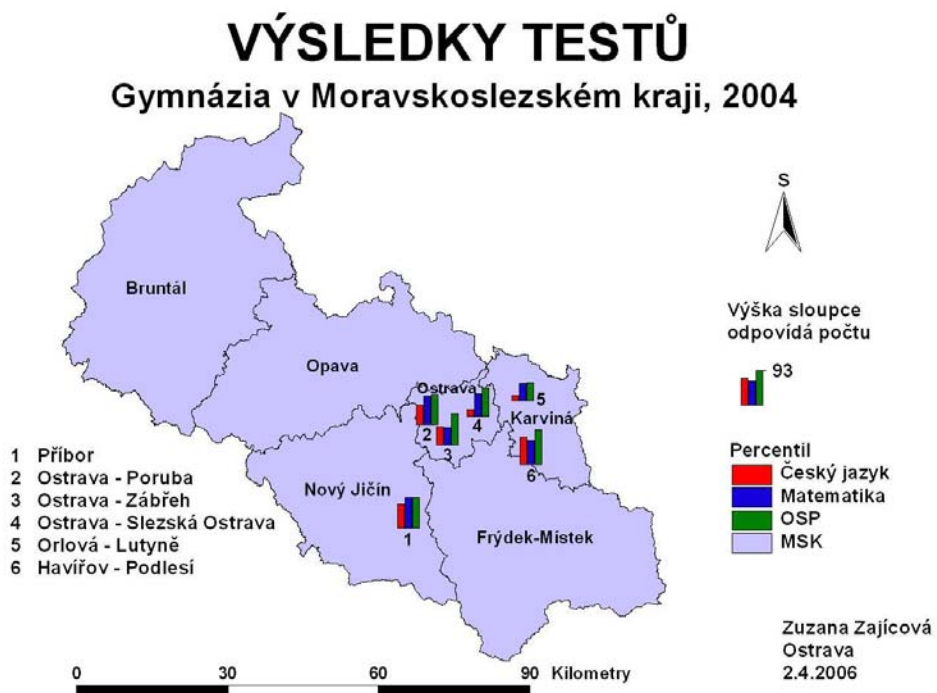 VÝSLEDKY TESTŮ
Gymnázia v Moravskoslezském kraji, 2004
S
Bruntál
Opava
Ostrava
Karviná
Nový Jičín
Frýdek-Místek
1
2
3
4
5
6
1 Příbor
2 Ostrava - Poruba
3 Ostrava - Zábřeh
4 Ostrava - Slezská Ostrava
5 Orlová - Lutyně
6 Havířov - Podlesí
Výška sloupce
odpovídá počtu
93
Percentil
Český jazyk
Matematika
OSP
MSK
0 30 60 90 Kilometry
Zuzana Zajícová
Ostrava
2.4.2006